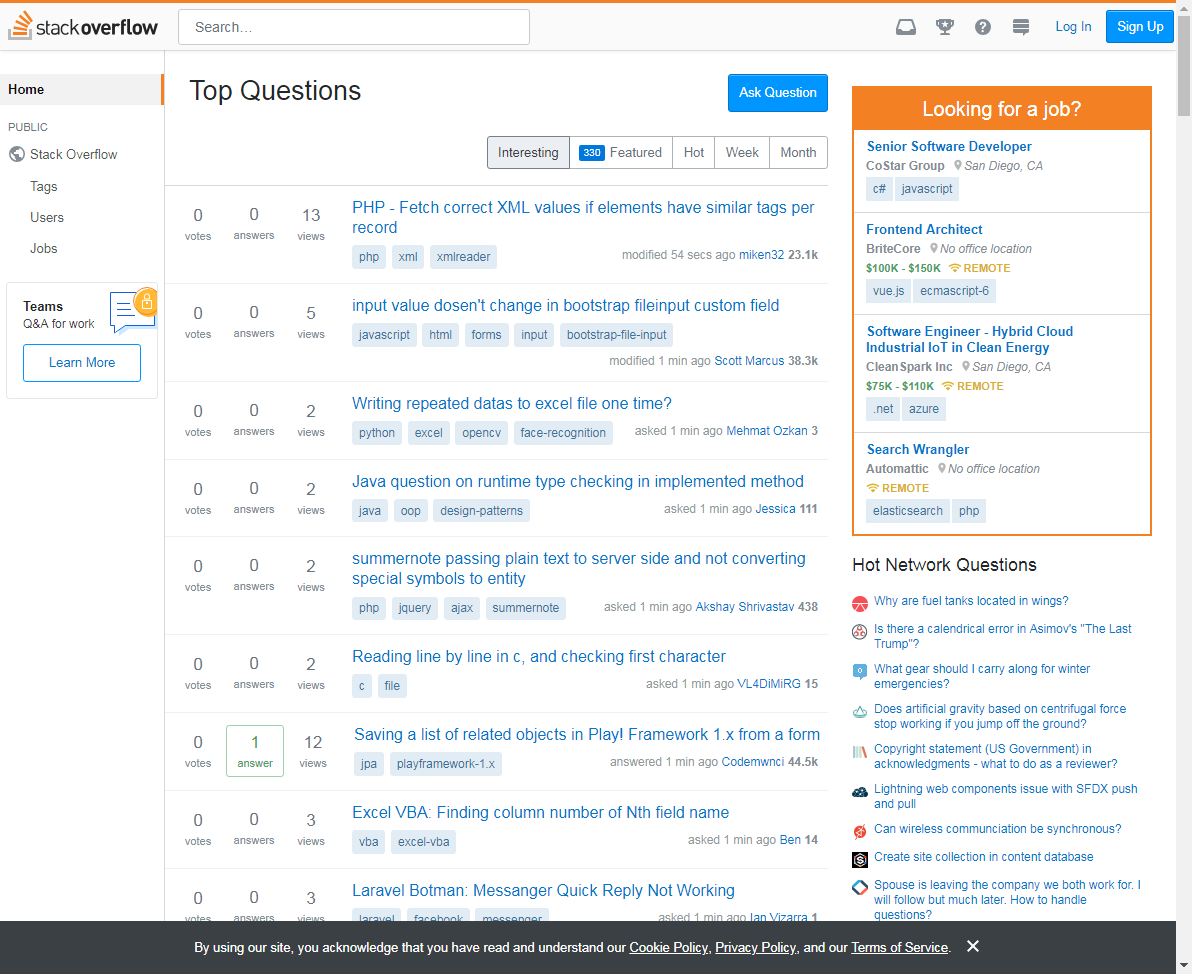 stackoverflow
Search…
Log In
Sign Up
Home
PUBLIC
Stack Overflow
Tags
Users
Jobs
Teams
Q&A for work
Learn More
Top Questions
Ask Question
Interesting
330 Featured
Hot
Week
Month
0 votes
0 answers
13 views
PHP - Fetch correct XML values if elements have similar tags per
record
php xml xmlreader
modified 54 secs ago miken32 23.1k
0 votes
0 answers
5 views
input value dosen't change in bootstrap fileinput custom field
javascript html forms input bootstrap-file-input
modified 1 min ago Scott Marcus 38.3k
0 votes
0 answers
2 views
Writing repeated datas to excel file one time?
python excel opencv face-recognition
asked 1 min ago Mehmat Ozkan 3
0 votes
0 answers
2 views
Java question on runtime type checking in implemented method
java oop design-patterns
asked 1 min ago Jessica 111
0 votes
0 answers
2 views
summernote passing plain text to server side and not converting
special symbols to entity
php jquery ajax summernote
asked 1 min ago Akshay Shrivastav 438
0 votes
0 answers
2 views
Reading line by line in c, and checking first character
c file
asked 1 min ago VL4DiMiRG 15
0 votes
1 answer
12 views
Saving a list of related objects in Play! Framework 1.x from a form
jpa playframework-1.x
answered 1 min ago Codemwnci 44.5k
0 votes
0 answers
3 views
Excel VBA: Finding column number of Nth field name
vba excel-vba
asked 1 min ago Ben 14
0 votes
0 answers
3 views
Laravel Botman: Messanger Quick Reply Not Working
laravel facebook messenger
asked 1 min ago Ian Vizarra 1
Looking for a job?
Senior Software Developer
CoStar Group San Diego, CA
c# javascript
Frontend Architect
BriteCore No office location
$100K - $150K REMOTE
vue.js ecmascript-6
Software Engineer - Hybrid Cloud
Industrial IoT in Clean Energy
CleanSpark Inc San Diego, CA
$75K - $110K REMOTE
.net azure
Search Wrangler
Automattic No office location
REMOTE
elasticsearch php
Hot Network Questions
Why are fuel tanks located in wings?
Is there a calendrical error in Asimov's "The Last
Trump"?
What gear should I carry along for winter
emergencies?
Does artificial gravity based on centrifugal force
stop working if you jump off the ground?
Copyright statement (US Government) in
acknowledgments - what to do as a reviewer?
Lightning web components issue with SFDX push
and pull
Can wireless communciation be synchronous?
Create site collection in content database
Spouse is leaving the company we both work for. I
will follow but much later. How to handle
questions?
By using our site, you acknowledge that you have read and understand our Cookie Policy, Privacy Policy, and our Terms of Service.